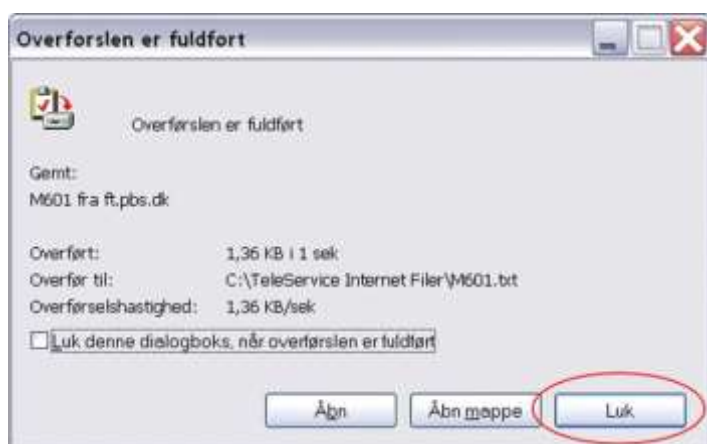 Overførslen er fuldført
Overførslen er fuldført
Gemt:
M601 fra ft.pbs.dk
Overført: 1,36 KB i 1 sek
Overfør til: C:\TeleService Internet Filer\M601.txt
Overførselshastighed: 1,36 KB/sek
Luk denne dialogboks, når overførslen er fuldført
Åbn Åbn mappe Luk